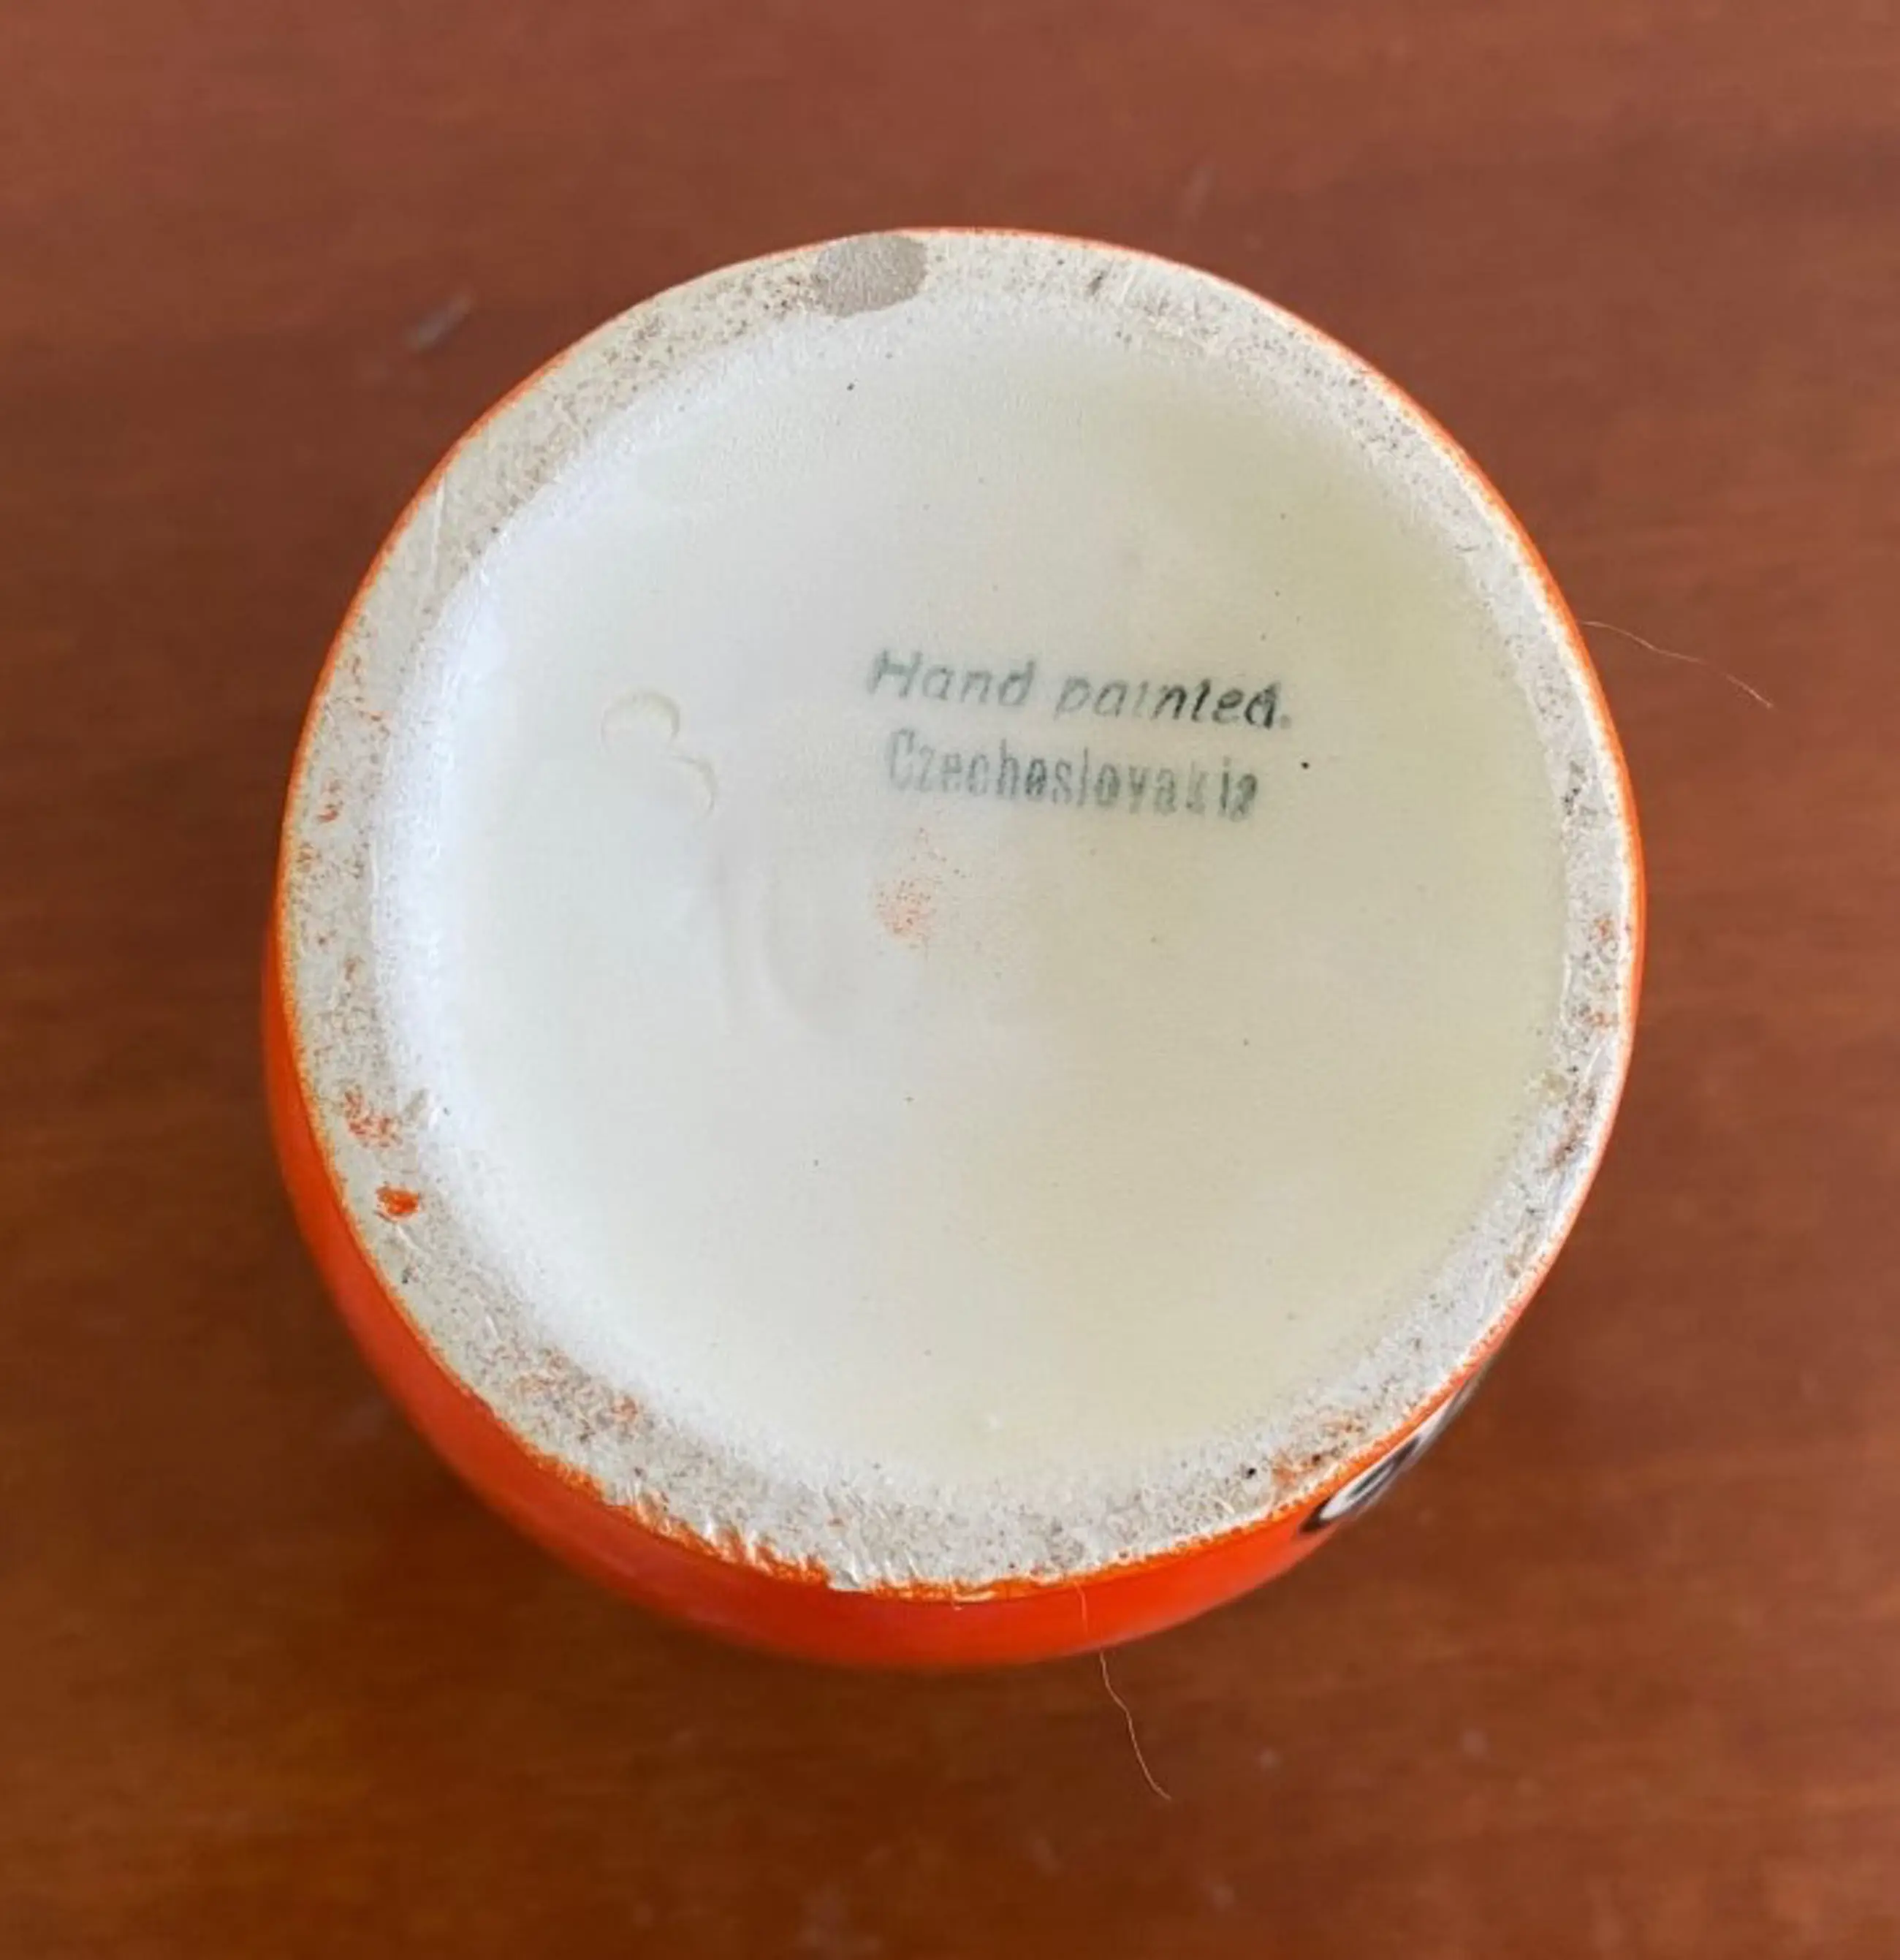 Hand painted.
Czechoslovakia